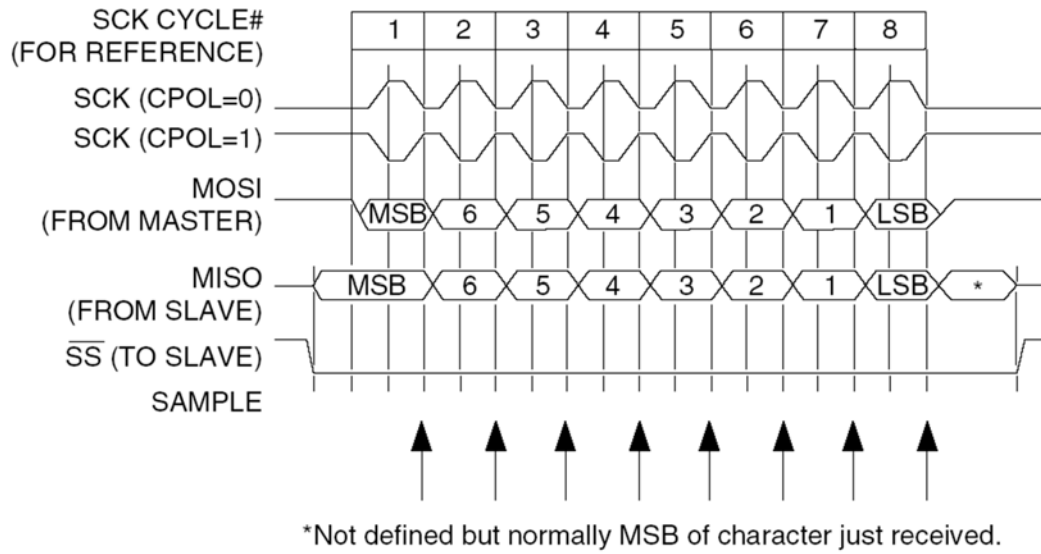 SCK CYCLE#
(FOR REFERENCE)
1 2 3 4 5 6 7 8
SCK (CPOL=0)
SCK (CPOL=1)
MOSI
(FROM MASTER)
MSB 6 5 4 3 2 1 LSB
MISO
(FROM SLAVE)
MSB 6 5 4 3 2 1 LSB *
SS (TO SLAVE)
SAMPLE
*Not defined but normally MSB of character just received.